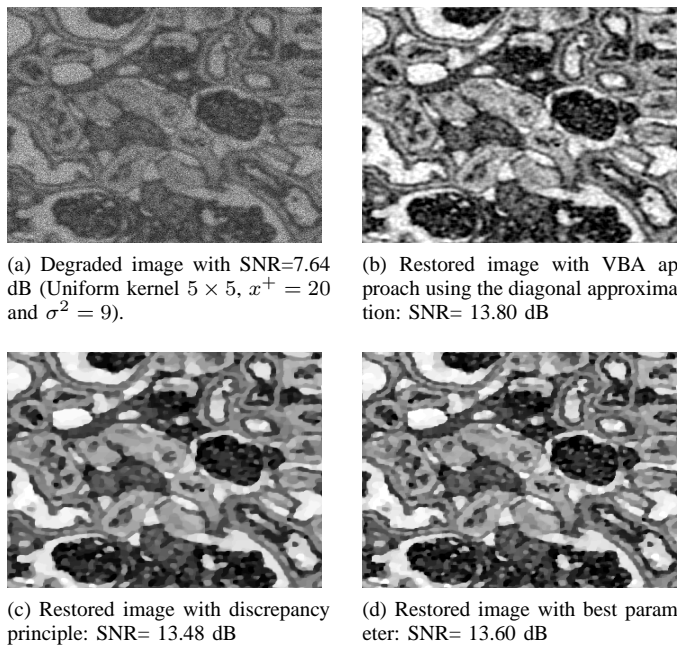 (a) Degraded image with SNR=7.64
dB (Uniform kernel 5 × 5, x⁺ = 20
and σ² = 9).
(b) Restored image with VBA ap
proach using the diagonal approxima
tion: SNR= 13.80 dB
(c) Restored image with discrepancy
principle: SNR= 13.48 dB
(d) Restored image with best param
eter: SNR= 13.60 dB